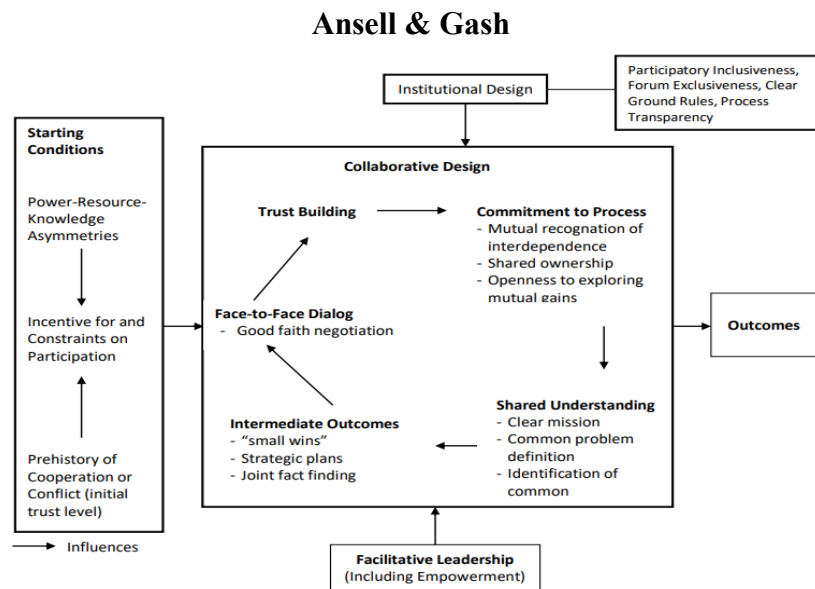 Ansell & Gash
Institutional Design
Participatory Inclusiveness,
Forum Exclusiveness, Clear
Ground Rules, Process
Transparency
Starting
Conditions
Power-Resource-
Knowledge
Asymmetries
Incentive for and
Constraints on
Participation
Prehistory of
Cooperation or
Conflict (initial
trust level)
Collaborative Design
Trust Building
Commitment to Process
- Mutual recognition of
interdependence
- Shared ownership
- Openness to exploring
mutual gains
Face-to-Face Dialog
- Good faith negotiation
Intermediate Outcomes
- “small wins”
- Strategic plans
- Joint fact finding
Shared Understanding
- Clear mission
- Common problem
definition
- Identification of
common
Outcomes
Influences
Facilitative Leadership
(Including Empowerment)